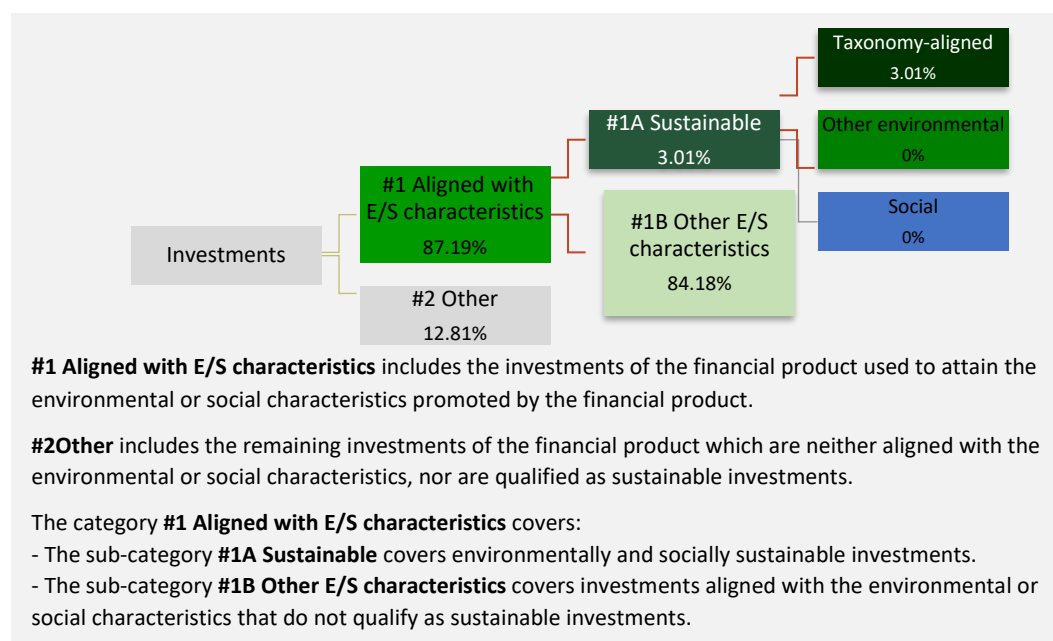 Taxonomy-aligned
3.01%
#1A Sustainable
3.01%
Other environmental
0%
#1 Aligned with
E/S characteristics
87.19%
#1B Other E/S
characteristics
84.18%
Social
0%
Investments
#2 Other
12.81%
#1 Aligned with E/S characteristics includes the investments of the financial product used to attain the
environmental or social characteristics promoted by the financial product.
#2Other includes the remaining investments of the financial product which are neither aligned with the
environmental or social characteristics, nor are qualified as sustainable investments.
The category #1 Aligned with E/S characteristics covers:
- The sub-category #1A Sustainable covers environmentally and socially sustainable investments.
- The sub-category #1B Other E/S characteristics covers investments aligned with the environmental or
social characteristics that do not qualify as sustainable investments.